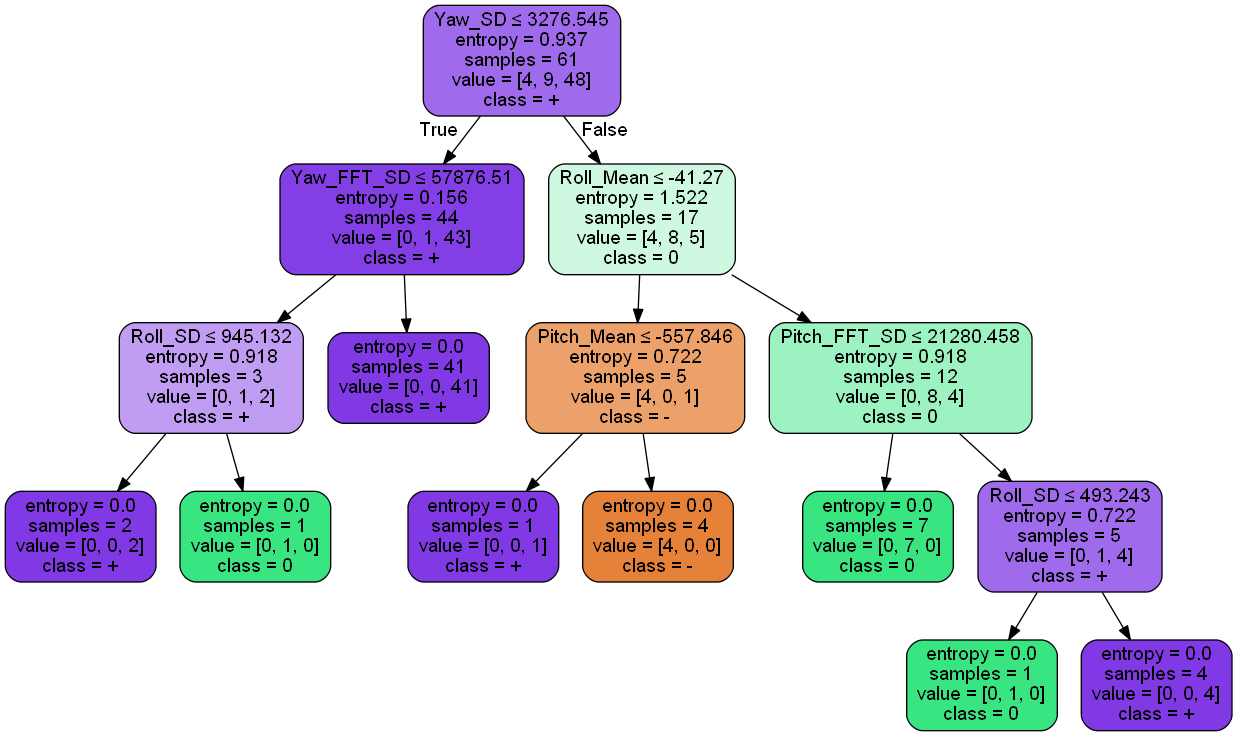 Yaw_SD ≤ 3276.545
entropy = 0.937
samples = 61
value = [4, 9, 48]
class = +
True
False
Yaw_FFT_SD ≤ 57876.51
entropy = 0.156
samples = 44
value = [0, 1, 43]
class = +
Roll_Mean ≤ -41.27
entropy = 1.522
samples = 17
value = [4, 8, 5]
class = 0
Roll_SD ≤ 945.132
entropy = 0.918
samples = 3
value = [0, 1, 2]
class = +
entropy = 0.0
samples = 41
value = [0, 0, 41]
class = +
Pitch_Mean ≤ -557.846
entropy = 0.722
samples = 5
value = [4, 0, 1]
class = -
Pitch_FFT_SD ≤ 21280.458
entropy = 0.918
samples = 12
value = [0, 8, 4]
class = 0
entropy = 0.0
samples = 2
value = [0, 0, 2]
class = +
entropy = 0.0
samples = 1
value = [0, 1, 0]
class = 0
entropy = 0.0
samples = 1
value = [0, 0, 1]
class = +
entropy = 0.0
samples = 4
value = [4, 0, 0]
class = -
entropy = 0.0
samples = 7
value = [0, 7, 0]
class = 0
Roll_SD ≤ 493.243
entropy = 0.722
samples = 5
value = [0, 1, 4]
class = +
entropy = 0.0
samples = 1
value = [0, 1, 0]
class = 0
entropy = 0.0
samples = 4
value = [0, 0, 4]
class = +